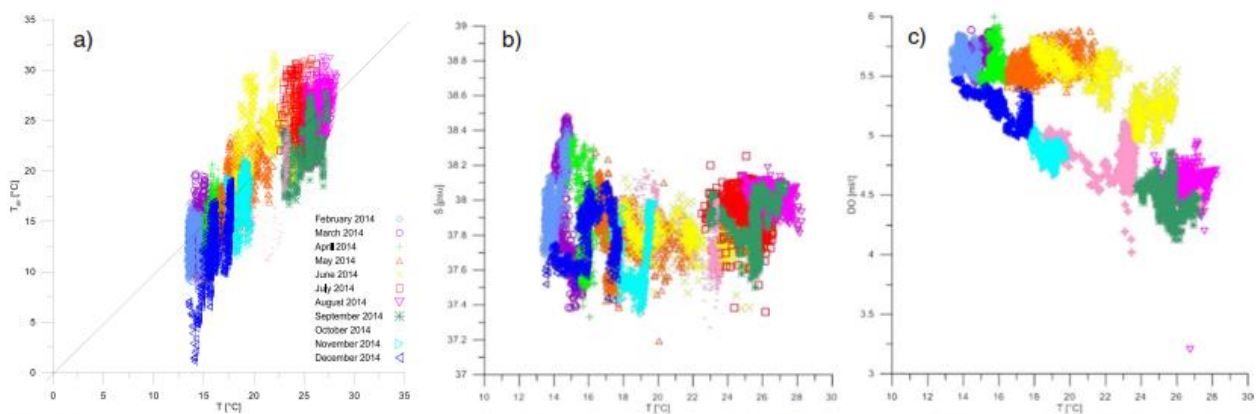 a)
35
30
25
20
15
10
5
0
0 5 10 15 20 25 30 35
T [°C]
February 2014
March 2014
April 2014
May 2014
June 2014
July 2014
August 2014
September 2014
October 2014
November 2014
December 2014
b)
39
38.8
38.6
38.4
38.2
38
37.8
37.6
37.4
37.2
37
S [psu]
10 12 14 16 18 20 22 24 26 28 30
T [°C]
c)
6
5.5
5
4.5
4
3.5
3
DO [ml/l]
10 12 14 16 18 20 22 24 26 28 30
T [°C]